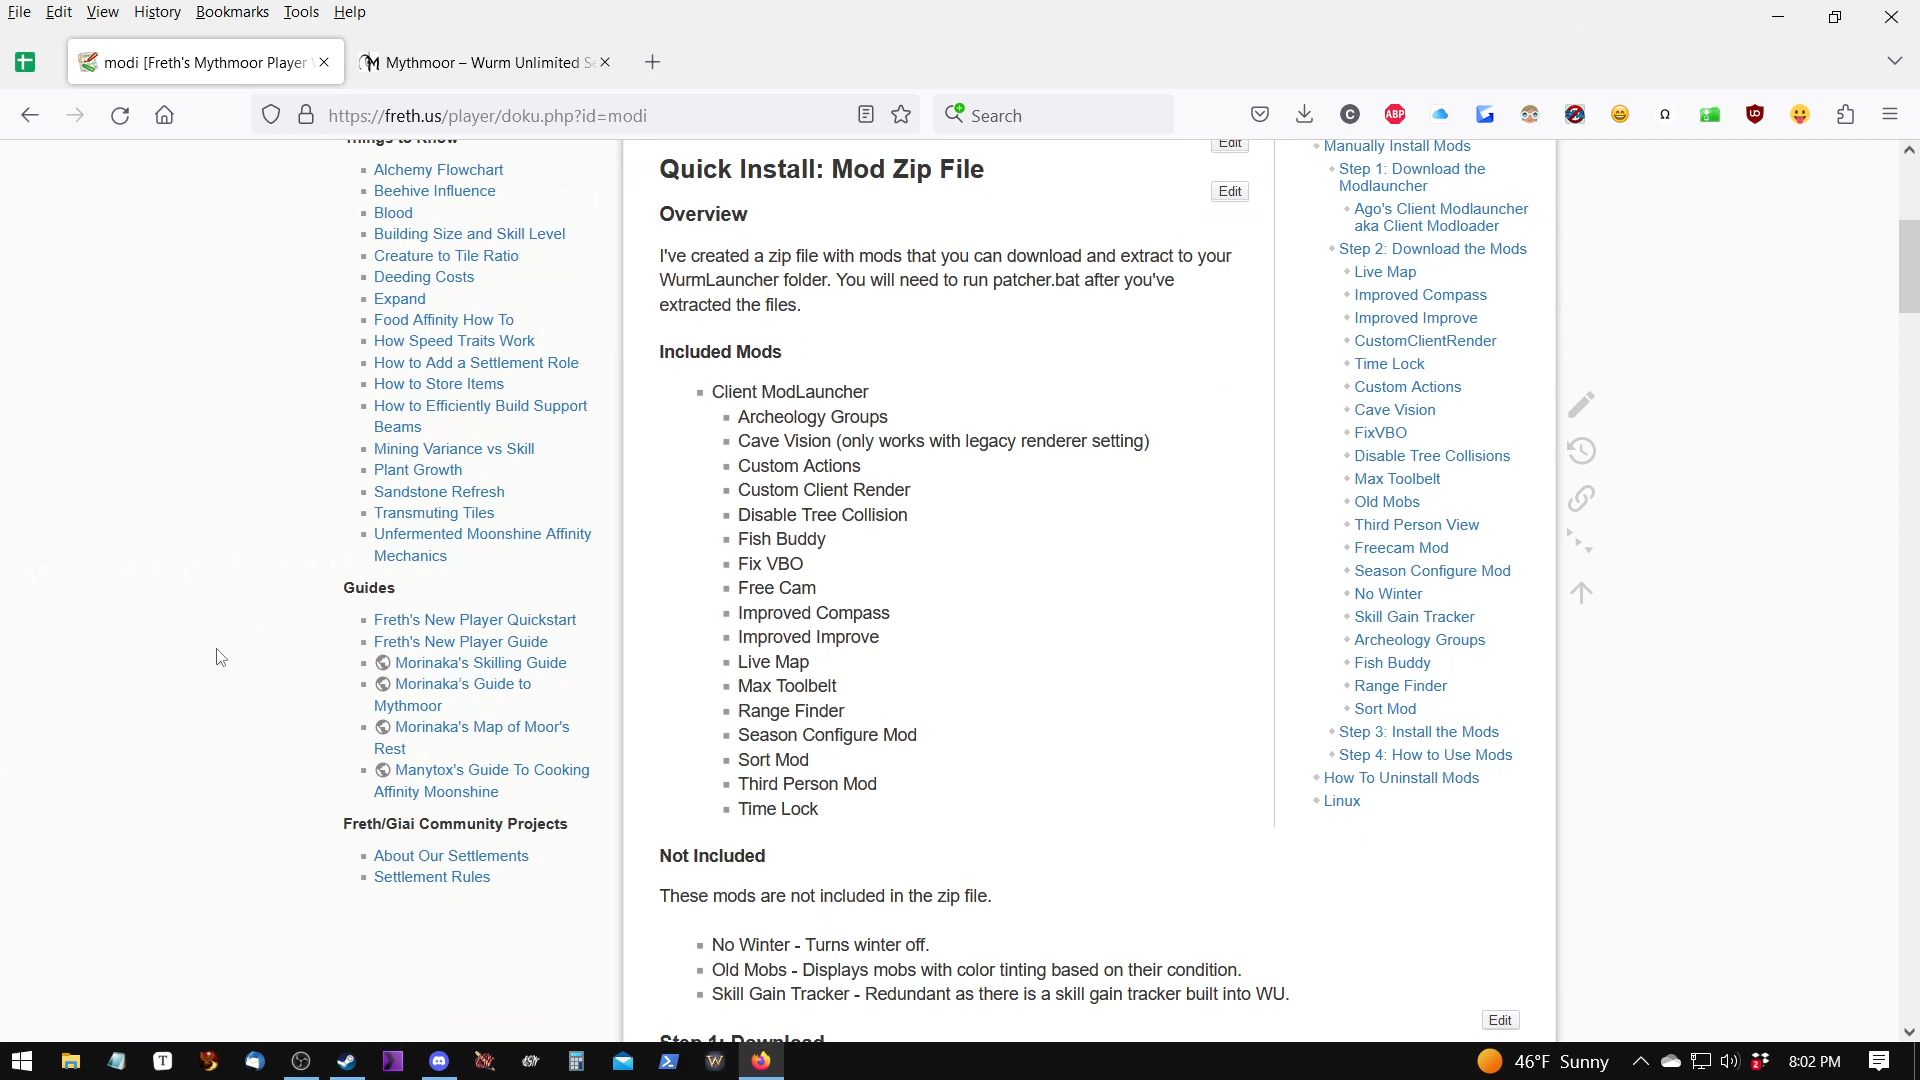 File Edit View History Bookmarks Tools Help
modi [Freth's Mythmoor Player
Mythmoor – Wurm Unlimited Se
https://freth.us/player/doku.php?id=modi
Search
Things to Know
Alchemy Flowchart
Beehive Influence
Blood
Building Size and Skill Level
Creature to Tile Ratio
Deeding Costs
Expand
Food Affinity How To
How Speed Traits Work
How to Add a Settlement Role
How to Store Items
How to Efficiently Build Support
Beams
Mining Variance vs Skill
Plant Growth
Sandstone Refresh
Transmuting Tiles
Unfermented Moonshine Affinity
Mechanics
Guides
Freth's New Player Quickstart
Freth's New Player Guide
Morinaka's Skilling Guide
Morinaka's Guide to
Mythmoor
Morinaka's Map of Moor's
Rest
Manytox's Guide To Cooking
Affinity Moonshine
Freth/Giai Community Projects
About Our Settlements
Settlement Rules
Edit
Quick Install: Mod Zip File
Edit
Overview
I've created a zip file with mods that you can download and extract to your
WurmLauncher folder. You will need to run patcher.bat after you've
extracted the files.
Included Mods
Client ModLauncher
Archeology Groups
Cave Vision (only works with legacy renderer setting)
Custom Actions
Custom Client Render
Disable Tree Collision
Fish Buddy
Fix VBO
Free Cam
Improved Compass
Improved Improve
Live Map
Max Toolbelt
Range Finder
Season Configure Mod
Sort Mod
Third Person Mod
Time Lock
Not Included
These mods are not included in the zip file.
No Winter - Turns winter off.
Old Mobs - Displays mobs with color tinting based on their condition.
Skill Gain Tracker - Redundant as there is a skill gain tracker built into WU.
Edit
Step 1: Download
Manually Install Mods
Step 1: Download the
Modlauncher
Ago's Client Modlauncher
aka Client Modloader
Step 2: Download the Mods
Live Map
Improved Compass
Improved Improve
CustomClientRender
Time Lock
Custom Actions
Cave Vision
FixVBO
Disable Tree Collisions
Max Toolbelt
Old Mobs
Third Person View
Freecam Mod
Season Configure Mod
No Winter
Skill Gain Tracker
Archeology Groups
Fish Buddy
Range Finder
Sort Mod
Step 3: Install the Mods
Step 4: How to Use Mods
How To Uninstall Mods
Linux
46°F Sunny
8:02 PM